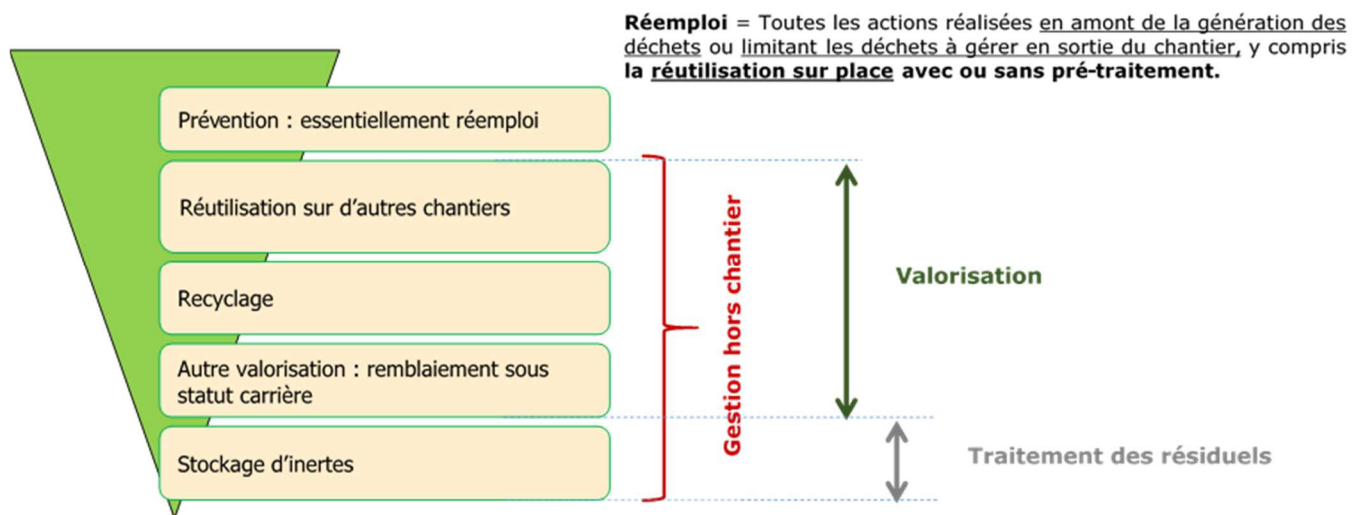 Réemploi = Toutes les actions réalisées en amont de la génération des
déchets ou limitant les déchets à gérer en sortie du chantier, y compris
la réutilisation sur place avec ou sans pré-traitement.
Prévention : essentiellement réemploi
Réutilisation sur d’autres chantiers
Recyclage
Autre valorisation : remblaiement sous
statut carrière
Stockage d’inertes
Gestion hors chantier
Valorisation
Traitement des résiduels